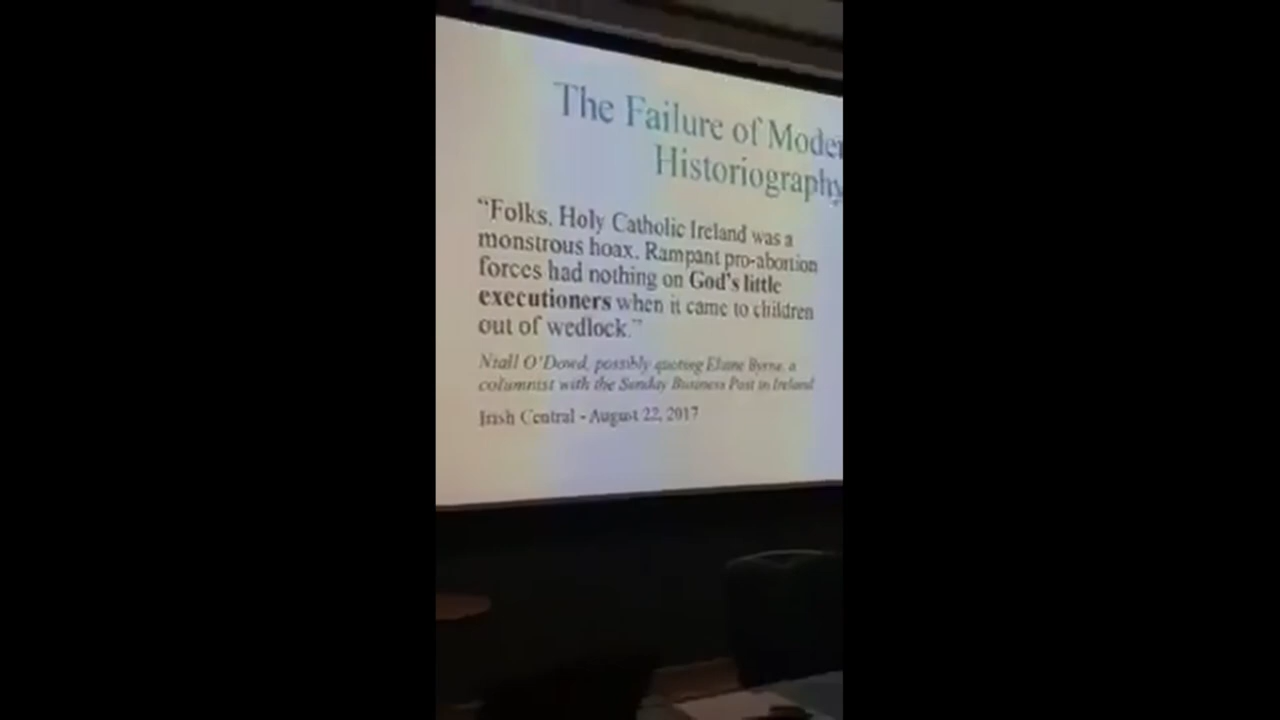 The Failure of Moder
Historiography
“Folks, Holy Catholic Ireland was a
monstrous hoax. Rampant pro-abortion
forces had nothing on God's little
executioners when it came to children
out of wedlock.”
Niall O'Dowd, possibly quoting Elaine Byrne, a
columnist with the Sunday Business Post in Ireland
Irish Central - August 22, 2017